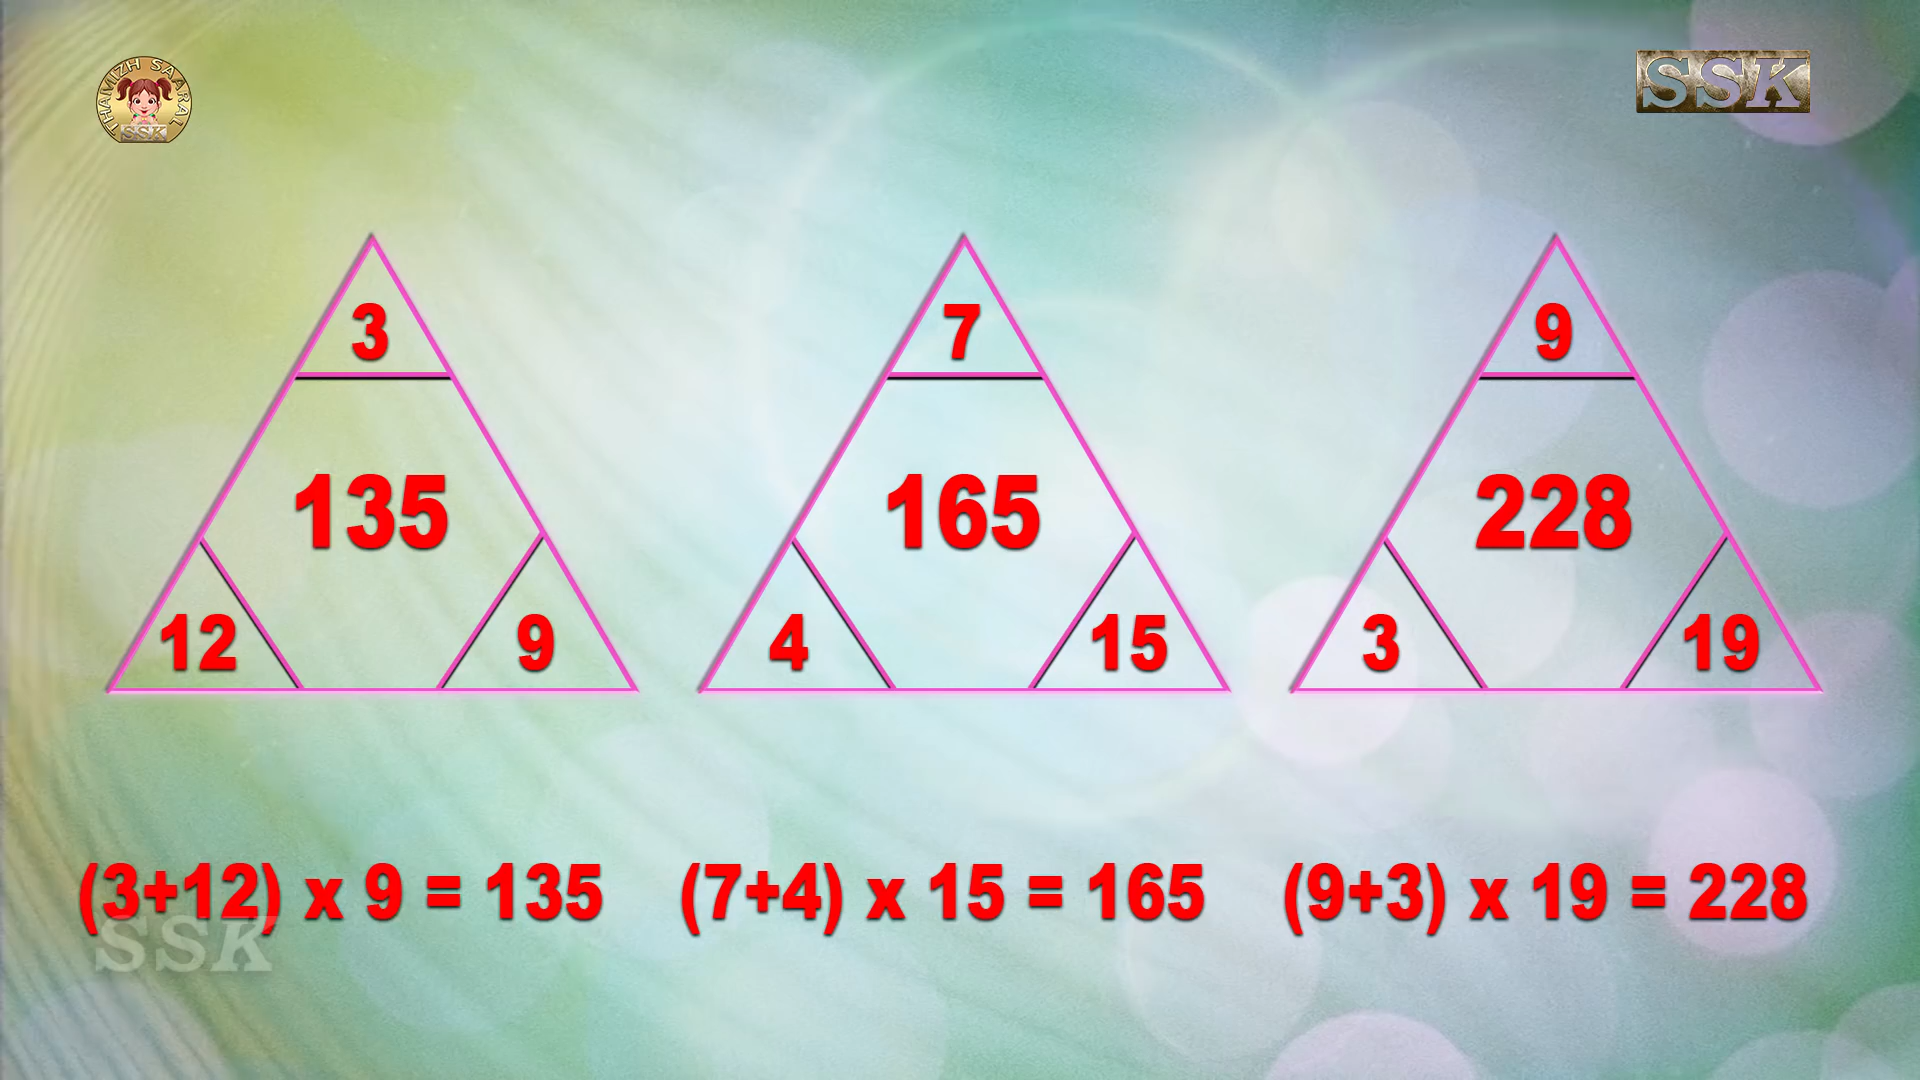 THAMIZH SAARAL
SSK
SSK
3
135
12 9
7
165
4 15
9
228
3 19
(3+12) x 9 = 135 (7+4) x 15 = 165 (9+3) x 19 = 228
SSK